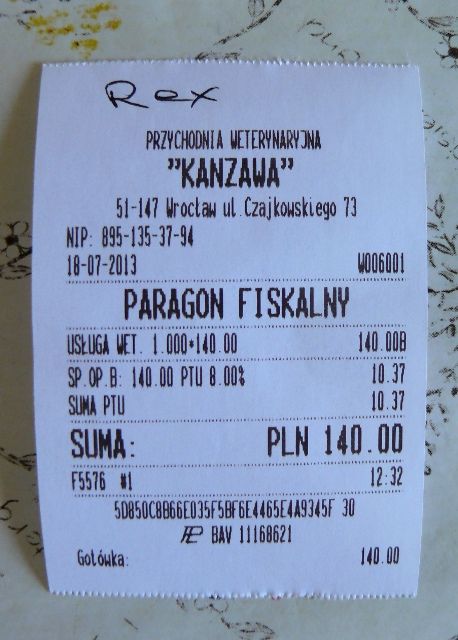 Rex
PRZYCHODNIA WETERYNARYJNA
"KANZAWA"
51-147 Wrocław ul.Czajkowskiego 73
NIP: 895-135-37-94
18-07-2013 W006001
PARAGON FISKALNY
USŁUGA WET. 1.000*140.00 140.00B
SP.OP.B: 140.00 PTU 8.00% 10.37
SUMA PTU 10.37
SUMA: PLN 140.00
F5576 #1 12:32
5D850C8B66E035F5BF6E4465E4A9345F 30
BAV 11168621
Gotówka: 140.00